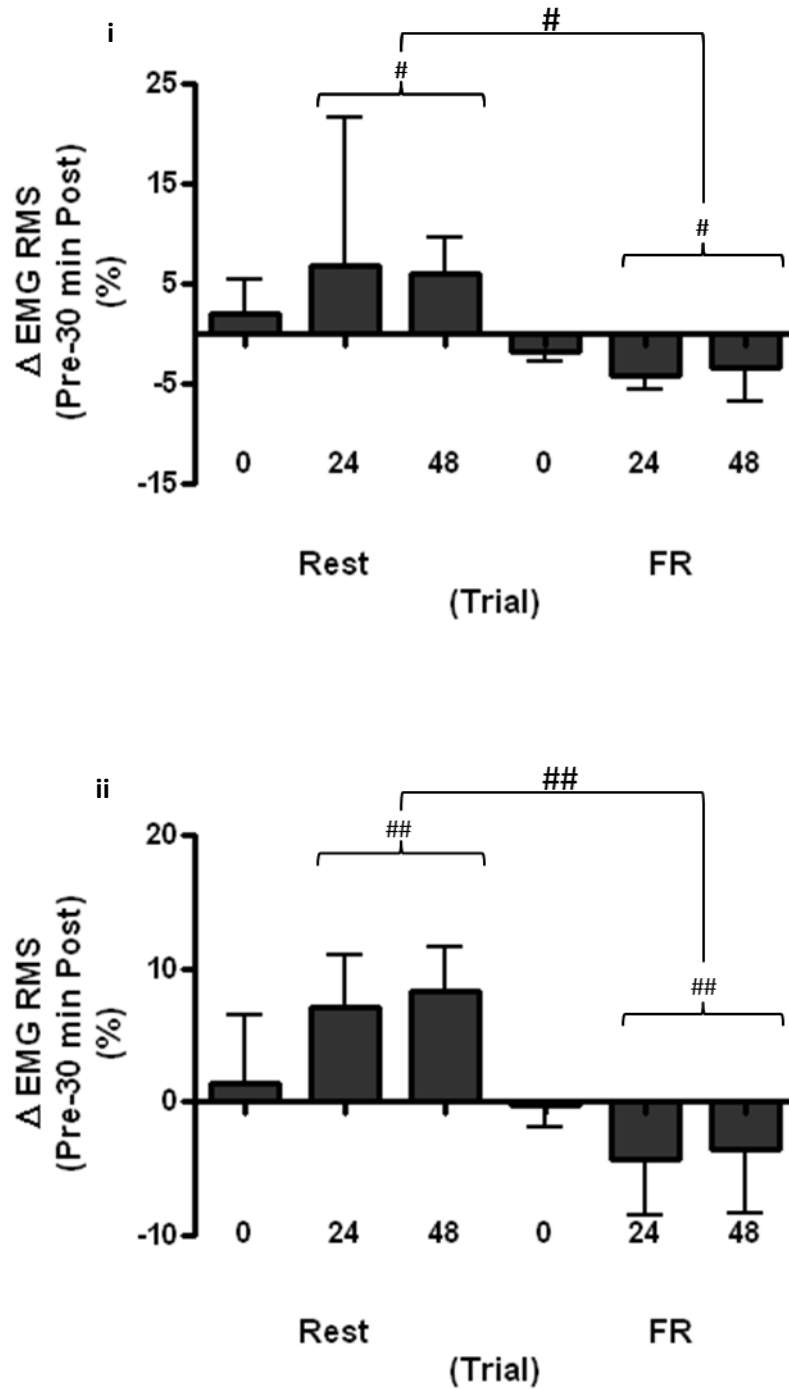 i
#
#
#
25
15
5
-5
-15
Δ EMG RMS
(Pre-30 min Post)
(%)
0 24 48 0 24 48
Rest FR
(Trial)
ii
##
##
##
20
10
0
-10
Δ EMG RMS
(Pre-30 min Post)
(%)
0 24 48 0 24 48
Rest FR
(Trial)